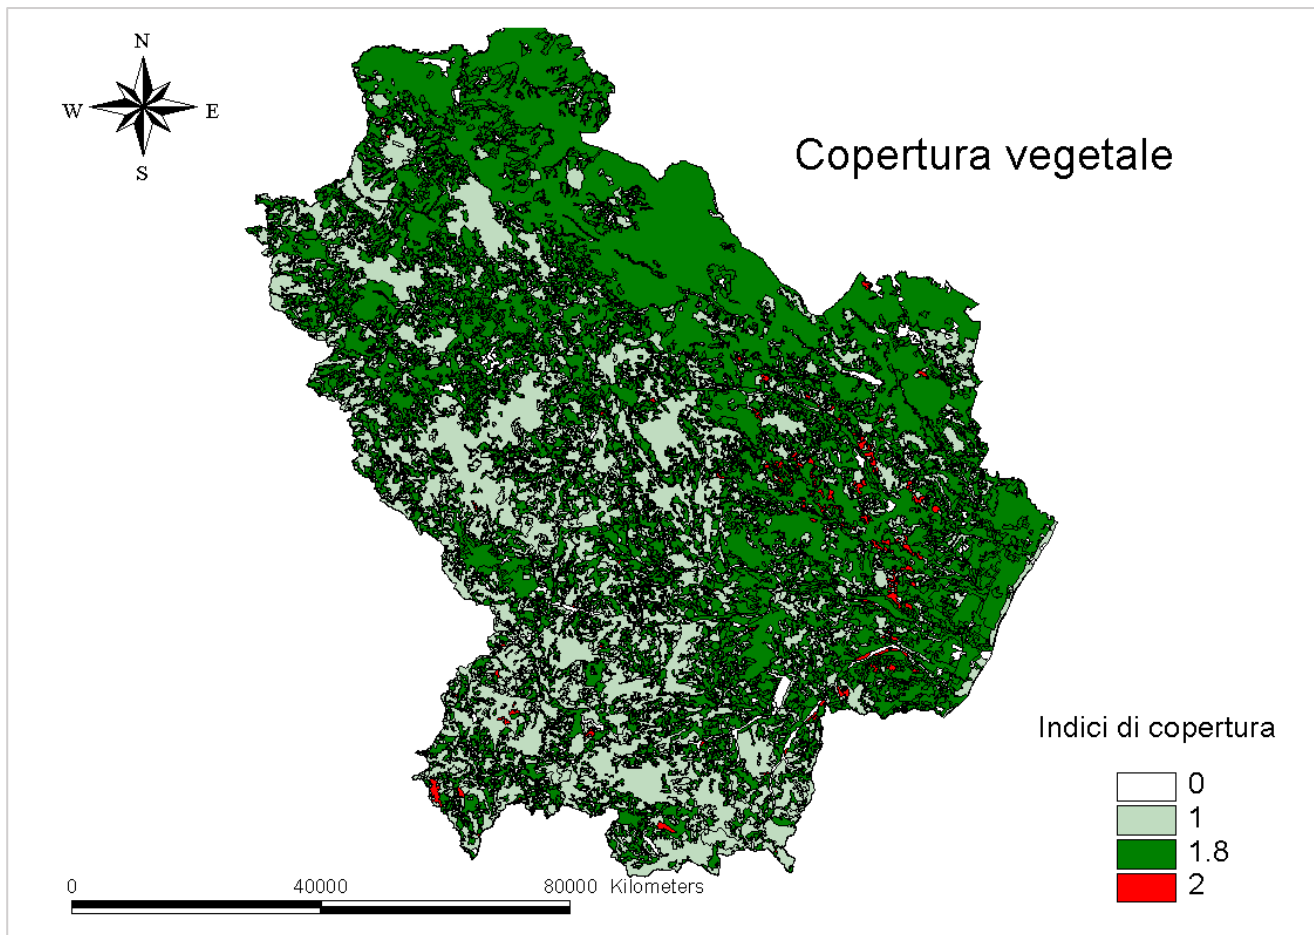 N
W E
S
Copertura vegetale
Indici di copertura
0
1
1.8
2
0 40000 80000 Kilometers